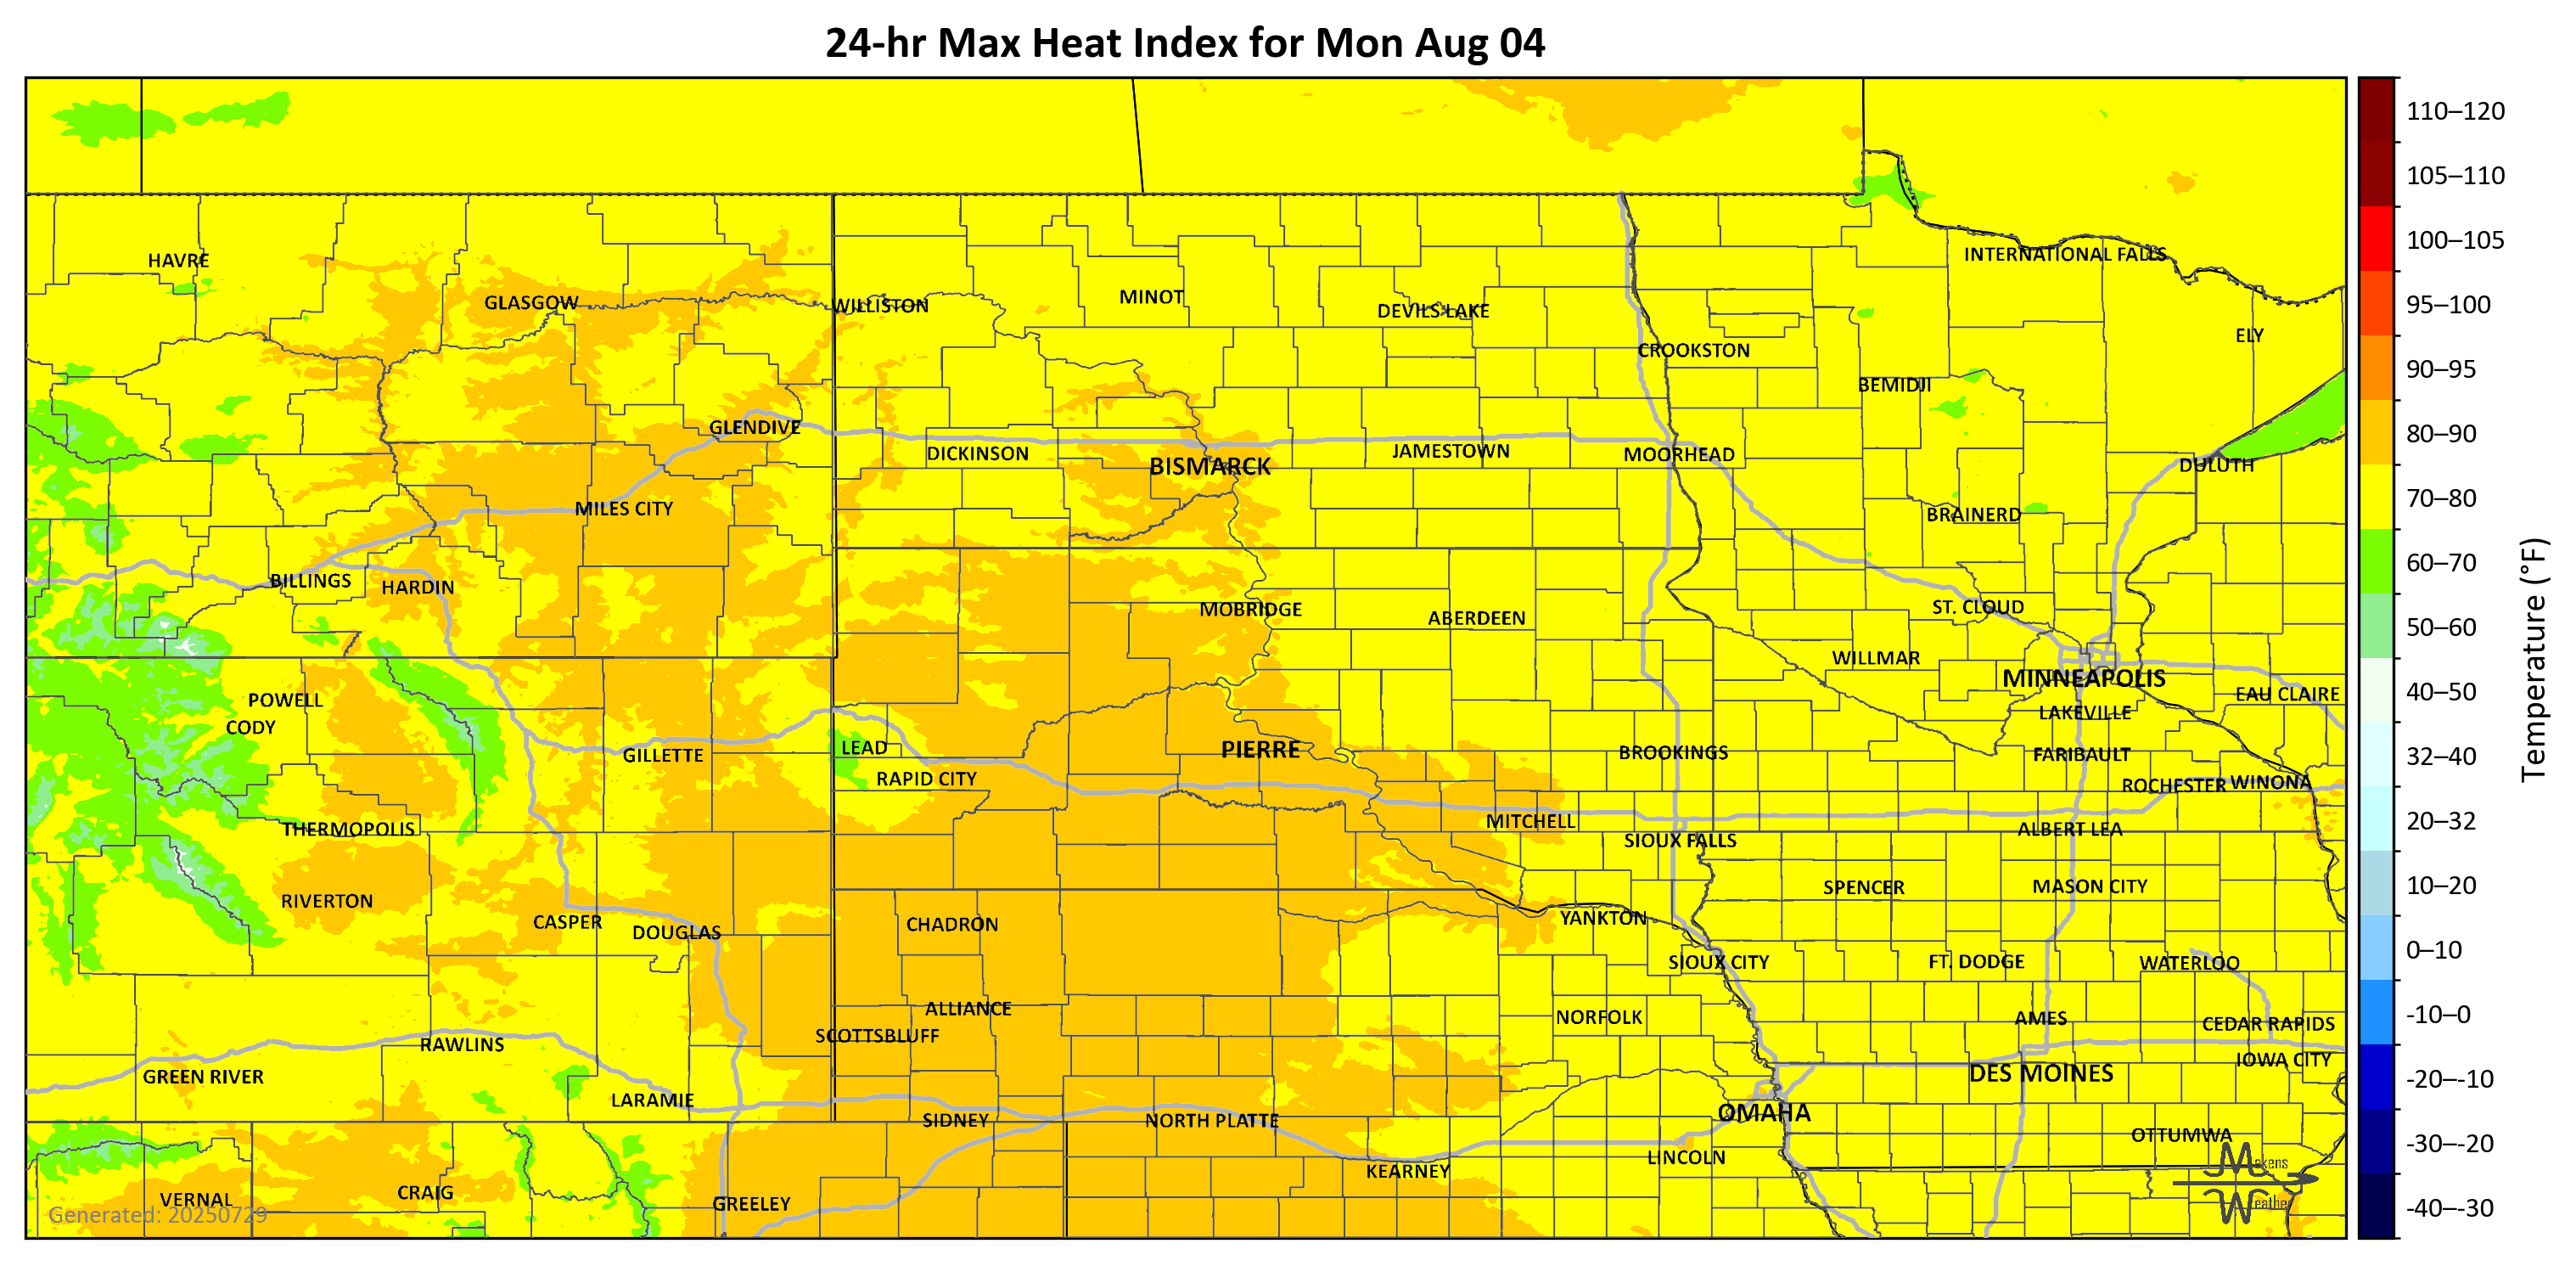 24-hr Max Heat Index for Mon Aug 04
110–120
105–110
100–105
95–100
90–95
80–90
70–80
60–70
50–60
40–50
32–40
20–32
10–20
0–10
-10–0
-20–-10
-30–-20
-40–-30
Temperature (°F)
HAVRE
INTERNATIONAL FALLS
GLASGOW
WILLISTON
MINOT
DEVILS LAKE
ELY
CROOKSTON
BEMIDJI
GLENDIVE
DICKINSON
BISMARCK
JAMESTOWN
MOORHEAD
DULUTH
MILES CITY
BRAINERD
BILLINGS
HARDIN
MOBRIDGE
ABERDEEN
ST. CLOUD
WILLMAR
MINNEAPOLIS
EAU CLAIRE
POWELL
CODY
LAKEVILLE
GILLETTE
LEAD
PIERRE
BROOKINGS
FARIBAULT
RAPID CITY
ROCHESTER
WINONA
THERMOPOLIS
MITCHELL
ALBERT LEA
SIOUX FALLS
RIVERTON
SPENCER
MASON CITY
CASPER
DOUGLAS
CHADRON
YANKTON
SIOUX CITY
FT. DODGE
WATERLOO
ALLIANCE
NORFOLK
AMES
CEDAR RAPIDS
SCOTTSBLUFF
RAWLINS
IOWA CITY
GREEN RIVER
DES MOINES
LARAMIE
OMAHA
SIDNEY
NORTH PLATTE
OTTUMWA
LINCOLN
KEARNEY
VERNAL
CRAIG
GREELEY
Makens
Weather
Generated: 20250729